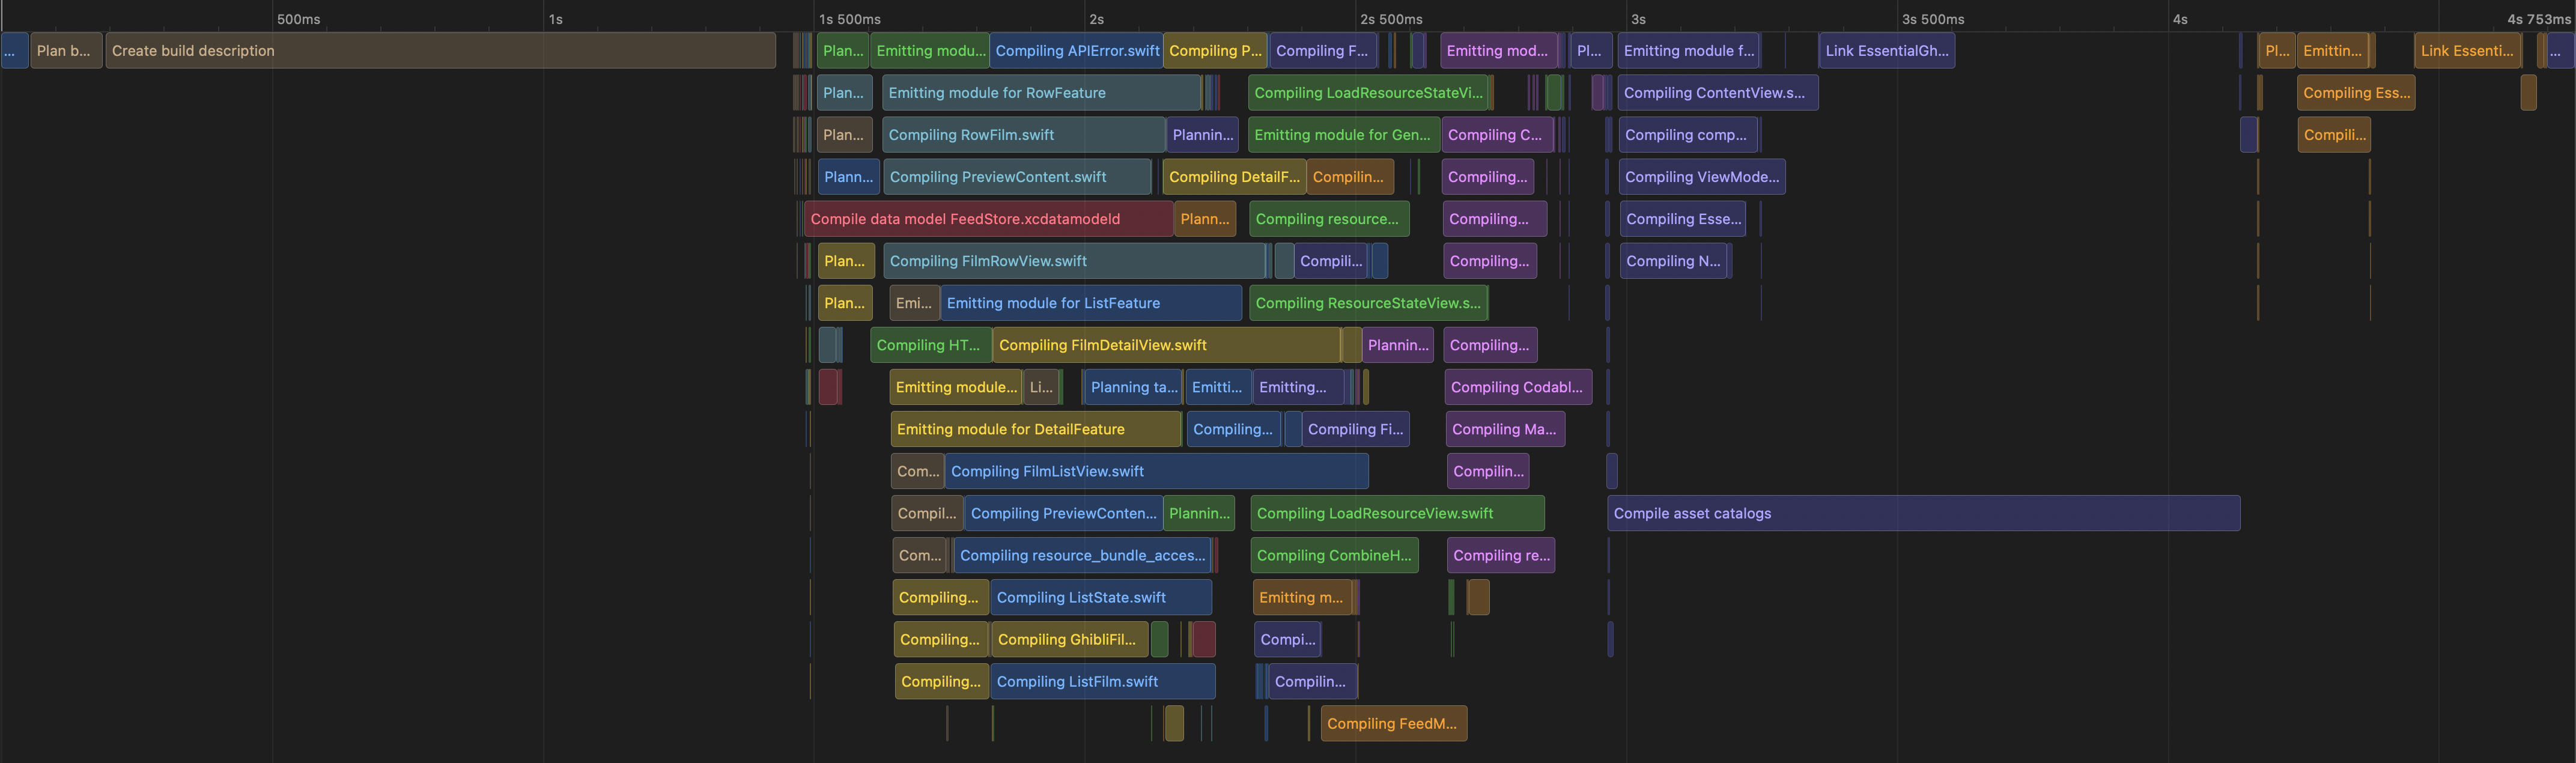 500ms 1s 1s 500ms 2s 2s 500ms 3s 3s 500ms 4s 4s 753ms
... Plan b... Create build description Plan... Emitting modu... Compiling APIError.swift Compiling P... Compiling F... Emitting mod... Pl... Emitting module f... Link EssentialGh... Pl... Emittin... Link Essenti... ...
Plan... Emitting module for RowFeature Compiling LoadResourceStateVi... Compiling ContentView.s... Compiling Ess...
Plan... Compiling RowFilm.swift Plannin... Emitting module for Gen... Compiling C... Compiling comp... Compili...
Plann... Compiling PreviewContent.swift Compiling DetailF... Compilin... Compiling... Compiling ViewMode...
Compile data model FeedStore.xcdatamodeld Plann... Compiling resource... Compiling... Compiling Esse...
Plan... Compiling FilmRowView.swift Compili... Compiling... Compiling N...
Plan... Emi... Emitting module for ListFeature Compiling ResourceStateView.s...
Compiling HT... Compiling FilmDetailView.swift Plannin... Compiling...
Emitting module... Li... Planning ta... Emitti... Emitting... Compiling Codabl...
Emitting module for DetailFeature Compiling... Compiling Fi... Compiling Ma...
Com... Compiling FilmListView.swift Compilin...
Compil... Compiling PreviewConten... Plannin... Compiling LoadResourceView.swift Compile asset catalogs
Com... Compiling resource_bundle_acces... Compiling CombineH... Compiling re...
Compiling... Compiling ListState.swift Emitting m...
Compiling... Compiling GhibliFil... Compi...
Compiling... Compiling ListFilm.swift Compilin...
Compiling FeedM...